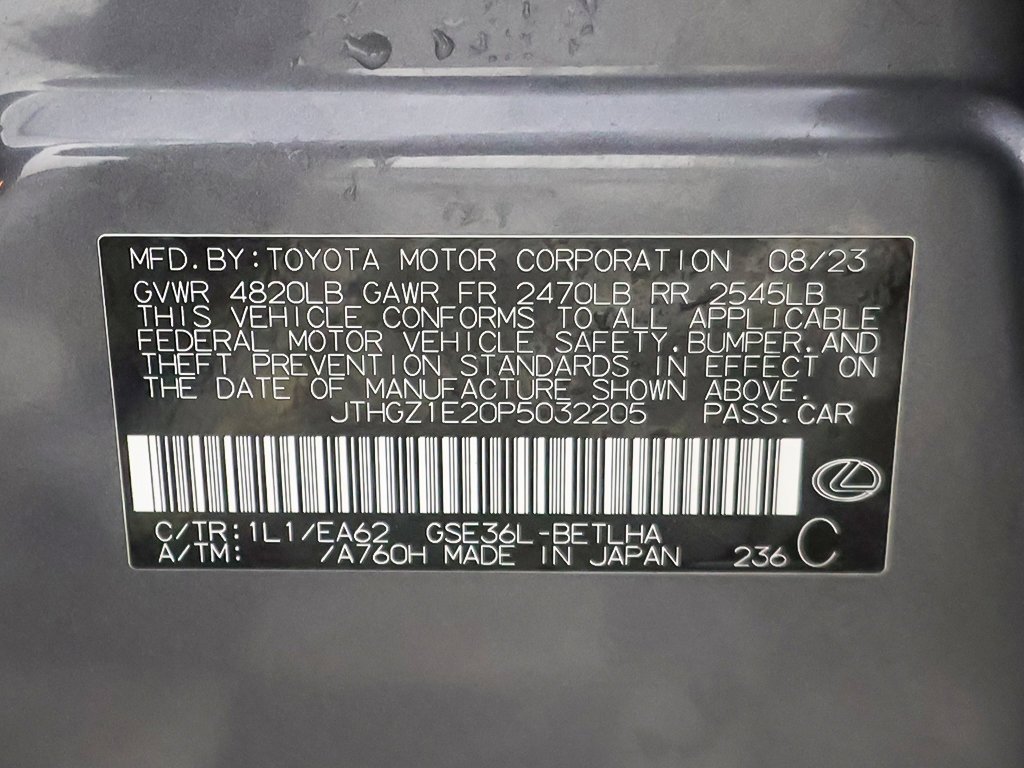 MFD.BY:TOYOTA MOTOR CORPORATION 08/23
GVWR 4820LB GAWR FR 2470LB RR 2545LB
THIS VEHICLE CONFORMS TO ALL APPLICABLE
FEDERAL MOTOR VEHICLE SAFETY,BUMPER,AND
THEFT PREVENTION STANDARDS IN EFFECT ON
THE DATE OF MANUFACTURE SHOWN ABOVE.
JTHGZ1E20P5032205 PASS.CAR
C/TR:1L1/EA62 GSE36L-BETLHA
A/TM: /A760H MADE IN JAPAN 236 C